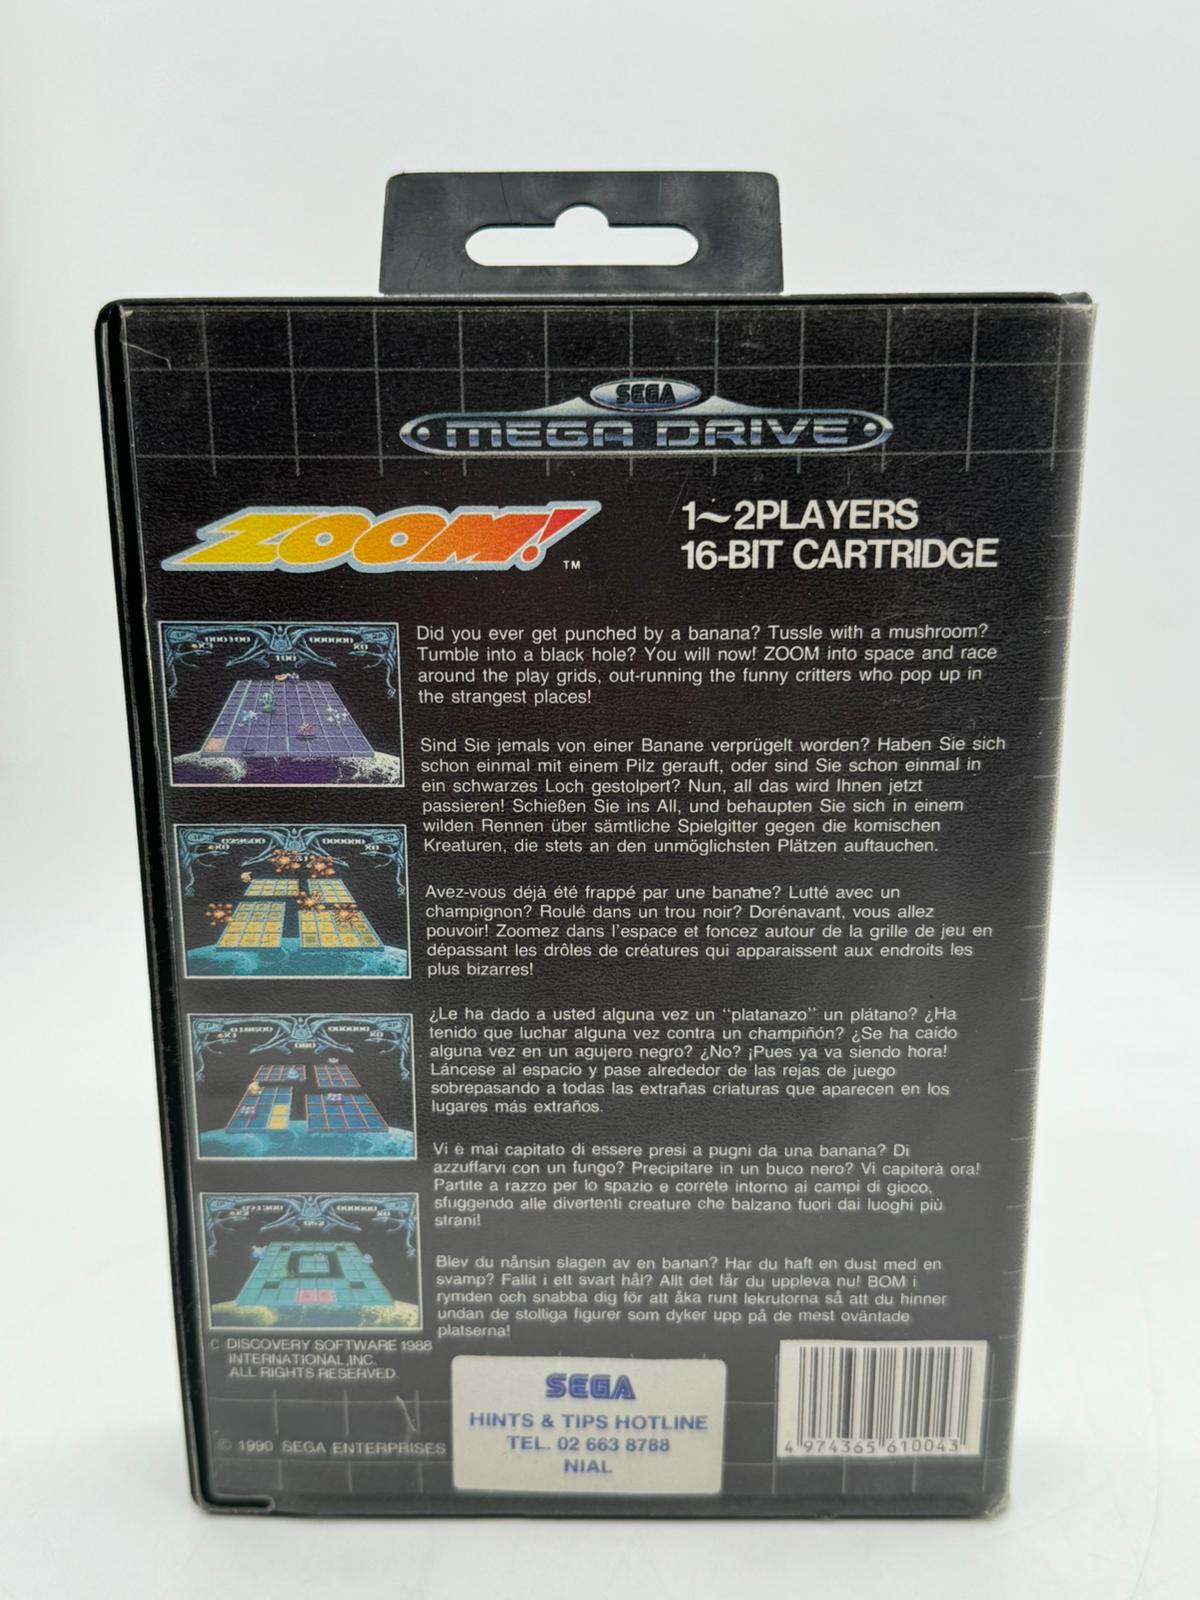 SEGA
MEGA DRIVE
ZOOM!
TM
1~2PLAYERS
16-BIT CARTRIDGE
000100
000000
X3
X0
100
Did you ever get punched by a banana? Tussle with a mushroom?
Tumble into a black hole? You will now! ZOOM into space and race
around the play grids, out-running the funny critters who pop up in
the strangest places!
Sind Sie jemals von einer Banane verprügelt worden? Haben Sie sich
schon einmal mit einem Pilz gerauft, oder sind Sie schon einmal in
ein schwarzes Loch gestolpert? Nun, all das wird Ihnen jetzt
passieren! Schießen Sie ins All, und behaupten Sie sich in einem
wilden Rennen über sämtliche Spielgitter gegen die komischen
Kreaturen, die stets an den unmöglichsten Plätzen auftauchen.
029500
000000
X0
X0
Avez-vous déjà été frappé par une banane? Lutté avec un
champignon? Roulé dans un trou noir? Dorénavant, vous allez
pouvoir! Zoomez dans l'espace et foncez autour de la grille de jeu en
dépassant les drôles de créatures qui apparaissent aux endroits les
plus bizarres!
¿Le ha dado a usted alguna vez un "platanazo" un plátano? ¿Ha
tenido que luchar alguna vez contra un champiñón? ¿Se ha caído
alguna vez en un agujero negro? ¿No? ¡Pues ya va siendo hora!
Láncese al espacio y pase alrededor de las rejas de juego
sobrepasando a todas las extrañas criaturas que aparecen en los
lugares más extraños.
000000
X0
080
Vi è mai capitato di essere presi a pugni da una banana? Di
azzuffarvi con un fungo? Precipitare in un buco nero? Vi capiterà ora!
Partite a razzo per lo spazio e correte intorno ai campi di gioco,
sfuggendo alle divertenti creature che balzano fuori dai luoghi più
strani!
071300
000000
X2
X0
052
Blev du nånsin slagen av en banan? Har du haft en dust med en
svamp? Fallit i ett svart hål? Allt det får du uppleva nu! BOM i
rymden och snabba dig för att åka runt lekrutorna så att du hinner
undan de stolliga figurer som dyker upp på de mest oväntade
platserna!
C DISCOVERY SOFTWARE 1988
INTERNATIONAL,INC.
ALL RIGHTS RESERVED.
© 1990 SEGA ENTERPRISES
SEGA
HINTS & TIPS HOTLINE
TEL. 02 663 8788
NIAL
4 974365 610043